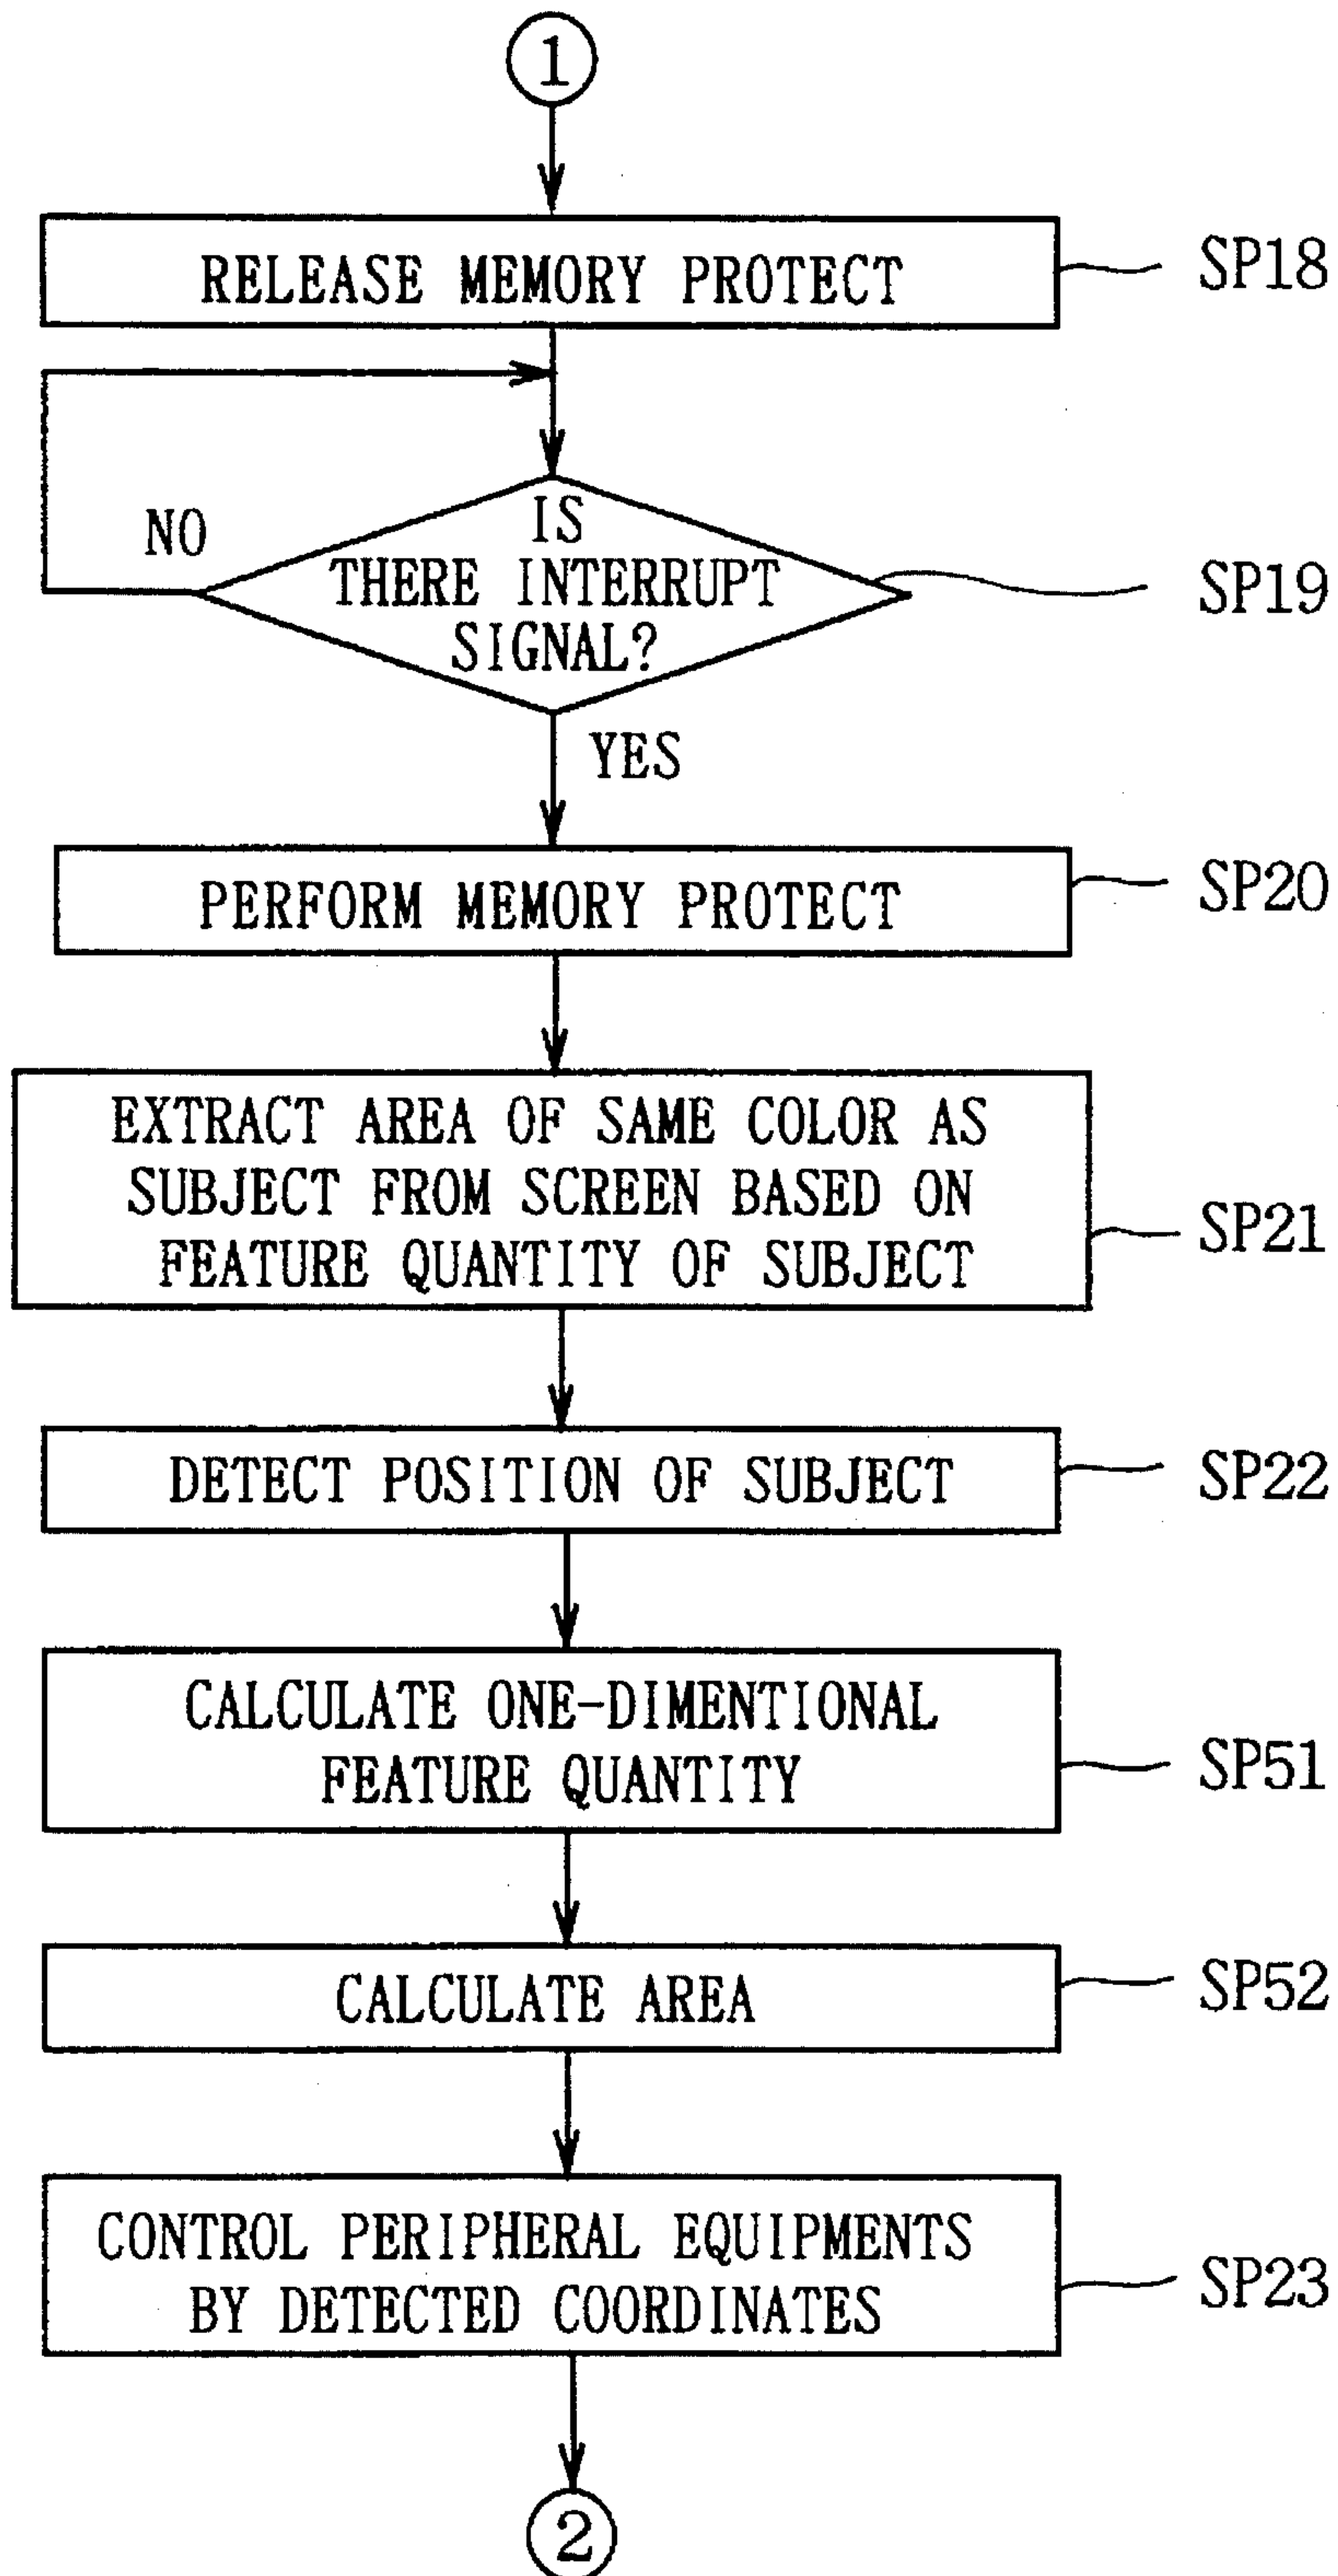 1
RELEASE MEMORY PROTECT
SP18
NO
IS
THERE INTERRUPT
SIGNAL?
SP19
YES
PERFORM MEMORY PROTECT
SP20
EXTRACT AREA OF SAME COLOR AS
SUBJECT FROM SCREEN BASED ON
FEATURE QUANTITY OF SUBJECT
SP21
DETECT POSITION OF SUBJECT
SP22
CALCULATE ONE-DIMENTIONAL
FEATURE QUANTITY
SP51
CALCULATE AREA
SP52
CONTROL PERIPHERAL EQUIPMENTS
BY DETECTED COORDINATES
SP23
2